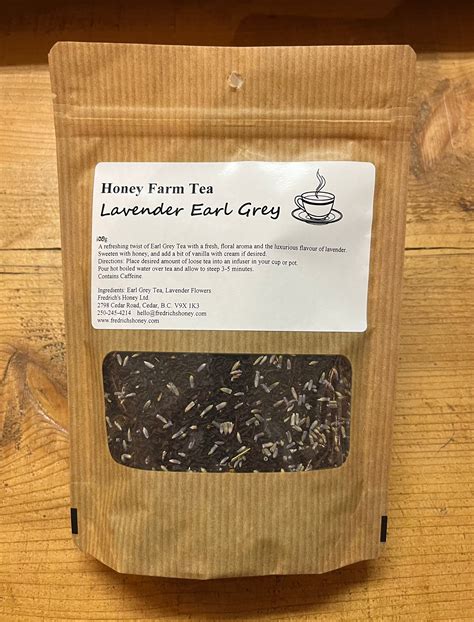 Honey Farm Tea
Lavender Earl Grey
100g
A refreshing twist of Earl Grey Tea with a fresh, floral aroma and the luxurious flavour of lavender.
Sweeten with honey, and add a bit of vanilla with cream if desired.
Directions: Place desired amount of loose tea into an infuser in your cup or pot.
Pour hot boiled water over tea and allow to steep 3-5 minutes.
Contains Caffeine.
Ingredients: Earl Grey Tea, Lavender Flowers
Fredrich's Honey Ltd.
2798 Cedar Road, Cedar, B.C. V9X 1K3
250-245-4214 hello@fredrichshoney.com